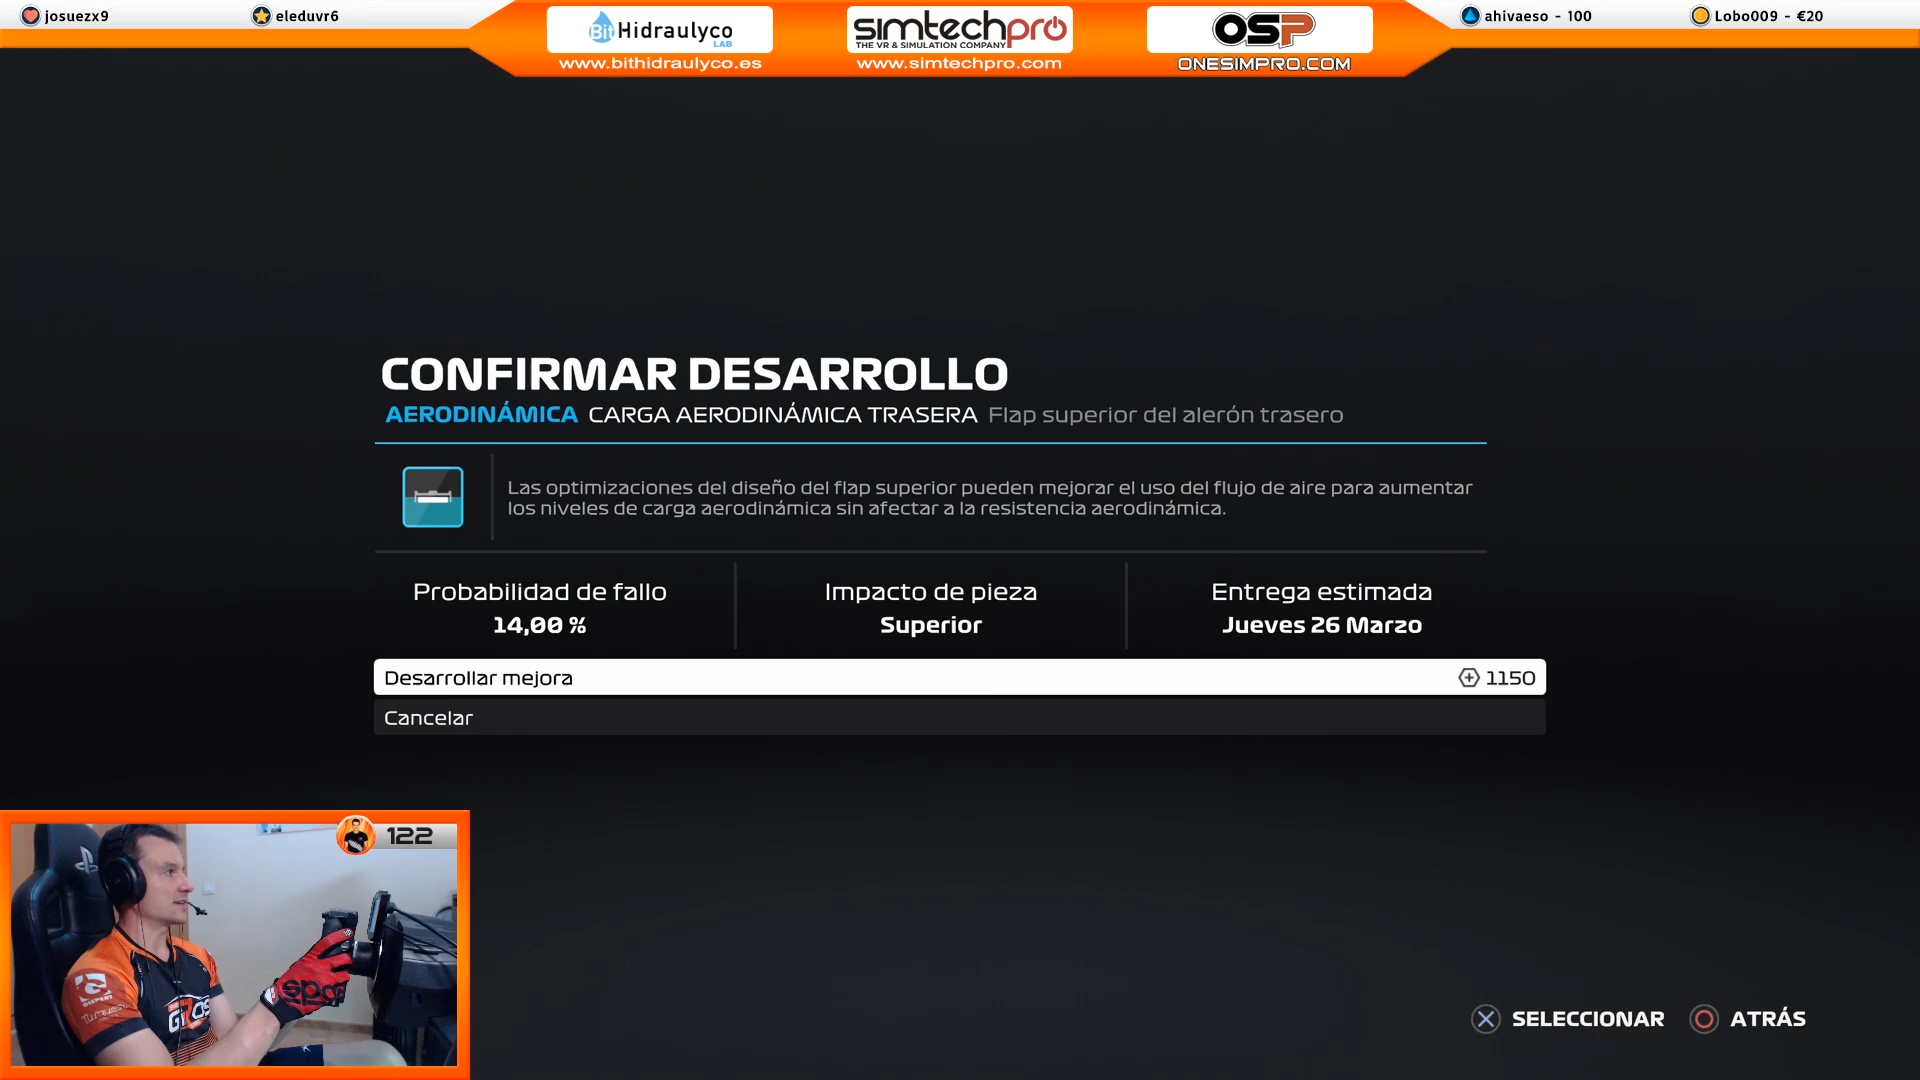 josuezx9
eleduvr6
BitHidraulyco
LAB
www.bithidraulyco.es
simtechpro
THE VR & SIMULATION COMPANY
www.simtechpro.com
OSP
ONESIMPRO.COM
ahivaeso - 100
Lobo009 - €20
CONFIRMAR DESARROLLO
AERODINÁMICA CARGA AERODINÁMICA TRASERA Flap superior del alerón trasero
Las optimizaciones del diseño del flap superior pueden mejorar el uso del flujo de aire para aumentar
los niveles de carga aerodinámica sin afectar a la resistencia aerodinámica.
Probabilidad de fallo
14,00 %
Impacto de pieza
Superior
Entrega estimada
Jueves 26 Marzo
Desarrollar mejora 1150
Cancelar
122
SELECCIONAR
ATRÁS